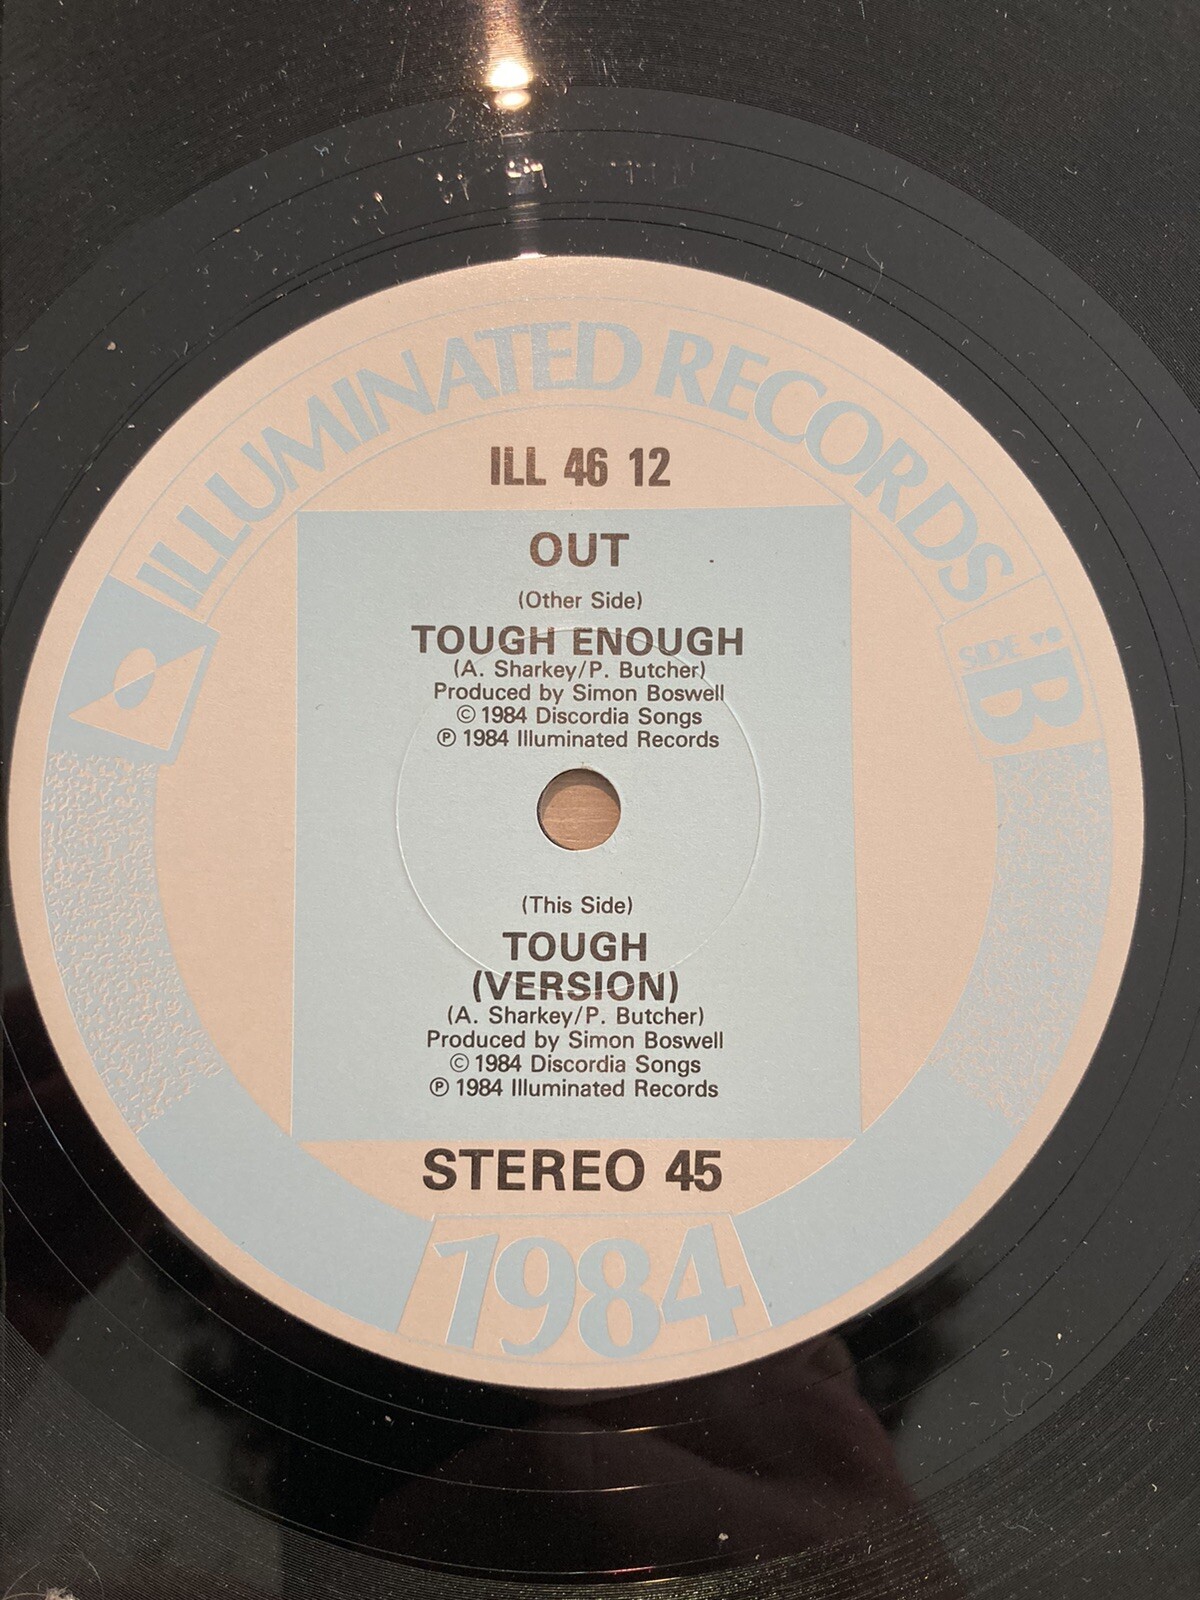 ILLUMINATED RECORDS
ILL 46 12
OUT
(Other Side)
TOUGH ENOUGH
(A. Sharkey/P. Butcher)
Produced by Simon Boswell
© 1984 Discordia Songs
℗ 1984 Illuminated Records
SIDE B
(This Side)
TOUGH
(VERSION)
(A. Sharkey/P. Butcher)
Produced by Simon Boswell
© 1984 Discordia Songs
℗ 1984 Illuminated Records
STEREO 45
1984